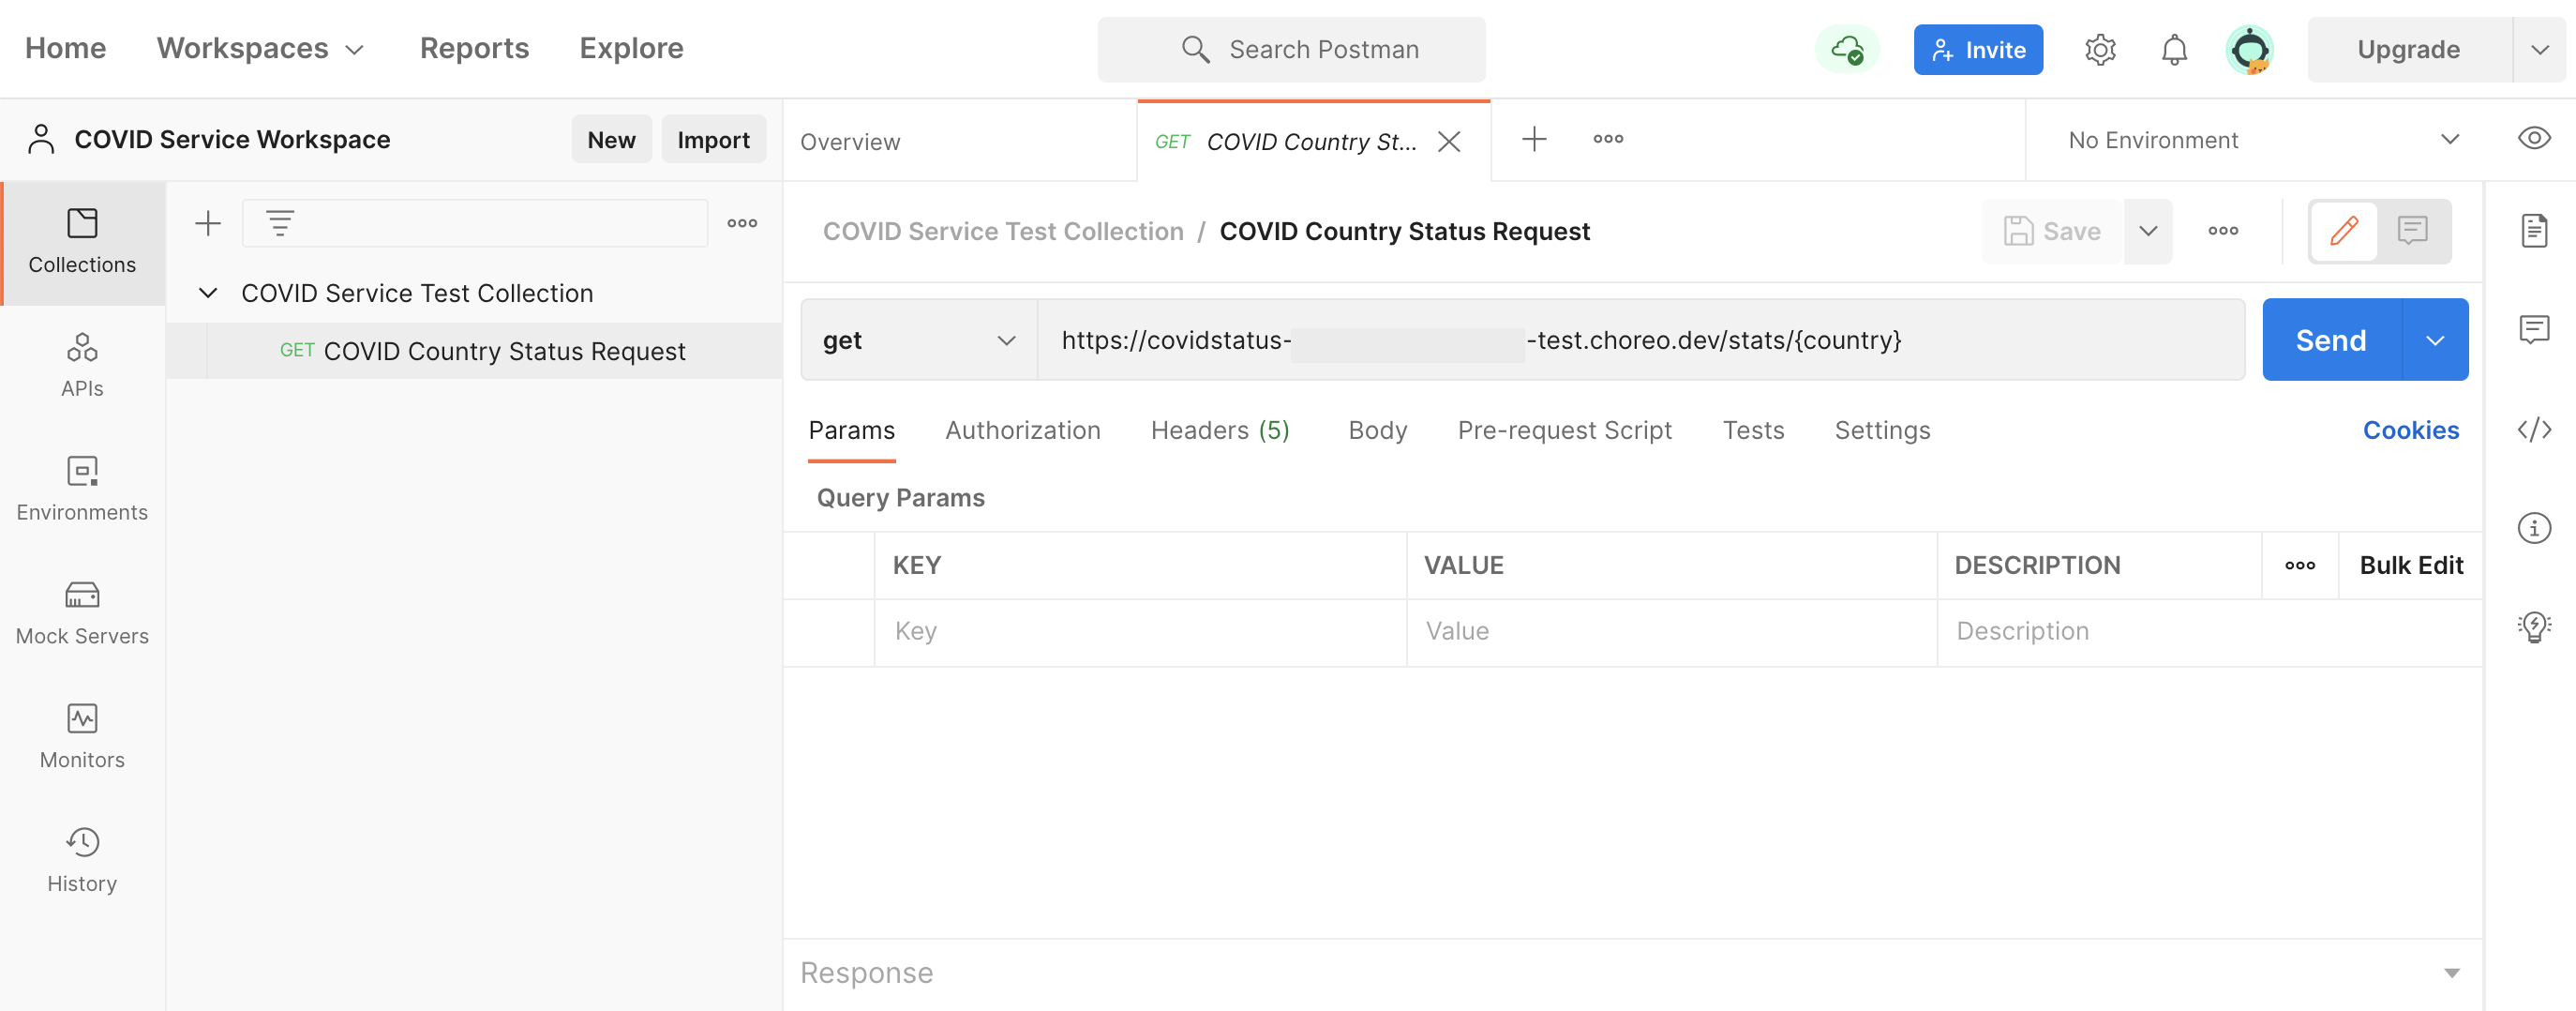 Home Workspaces Reports Explore Search Postman Invite Upgrade
COVID Service Workspace New Import
Overview GET COVID Country St... No Environment
Collections
APIs
Environments
Mock Servers
Monitors
History
COVID Service Test Collection
GET COVID Country Status Request
COVID Service Test Collection / COVID Country Status Request Save
get https://covidstatus- -test.choreo.dev/stats/{country} Send
Params Authorization Headers (5) Body Pre-request Script Tests Settings Cookies
Query Params
KEY VALUE DESCRIPTION Bulk Edit
Key Value Description
Response